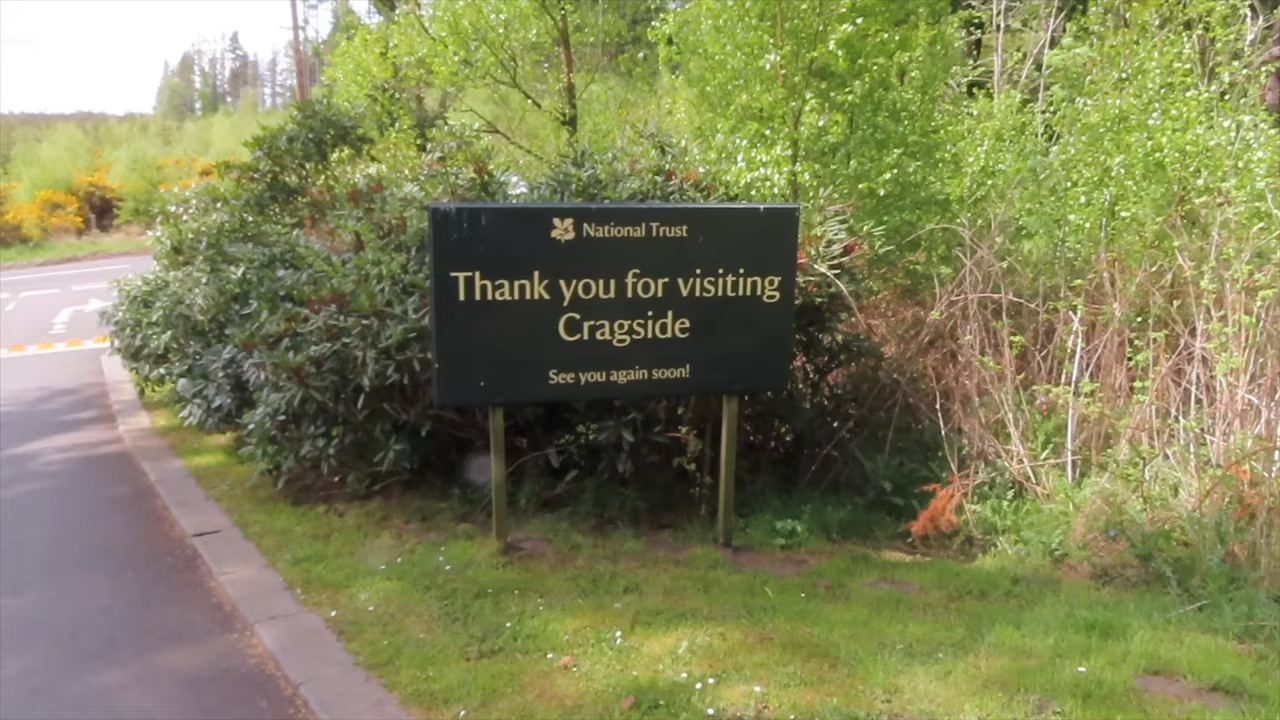 National Trust
Thank you for visiting
Cragside
See you again soon!